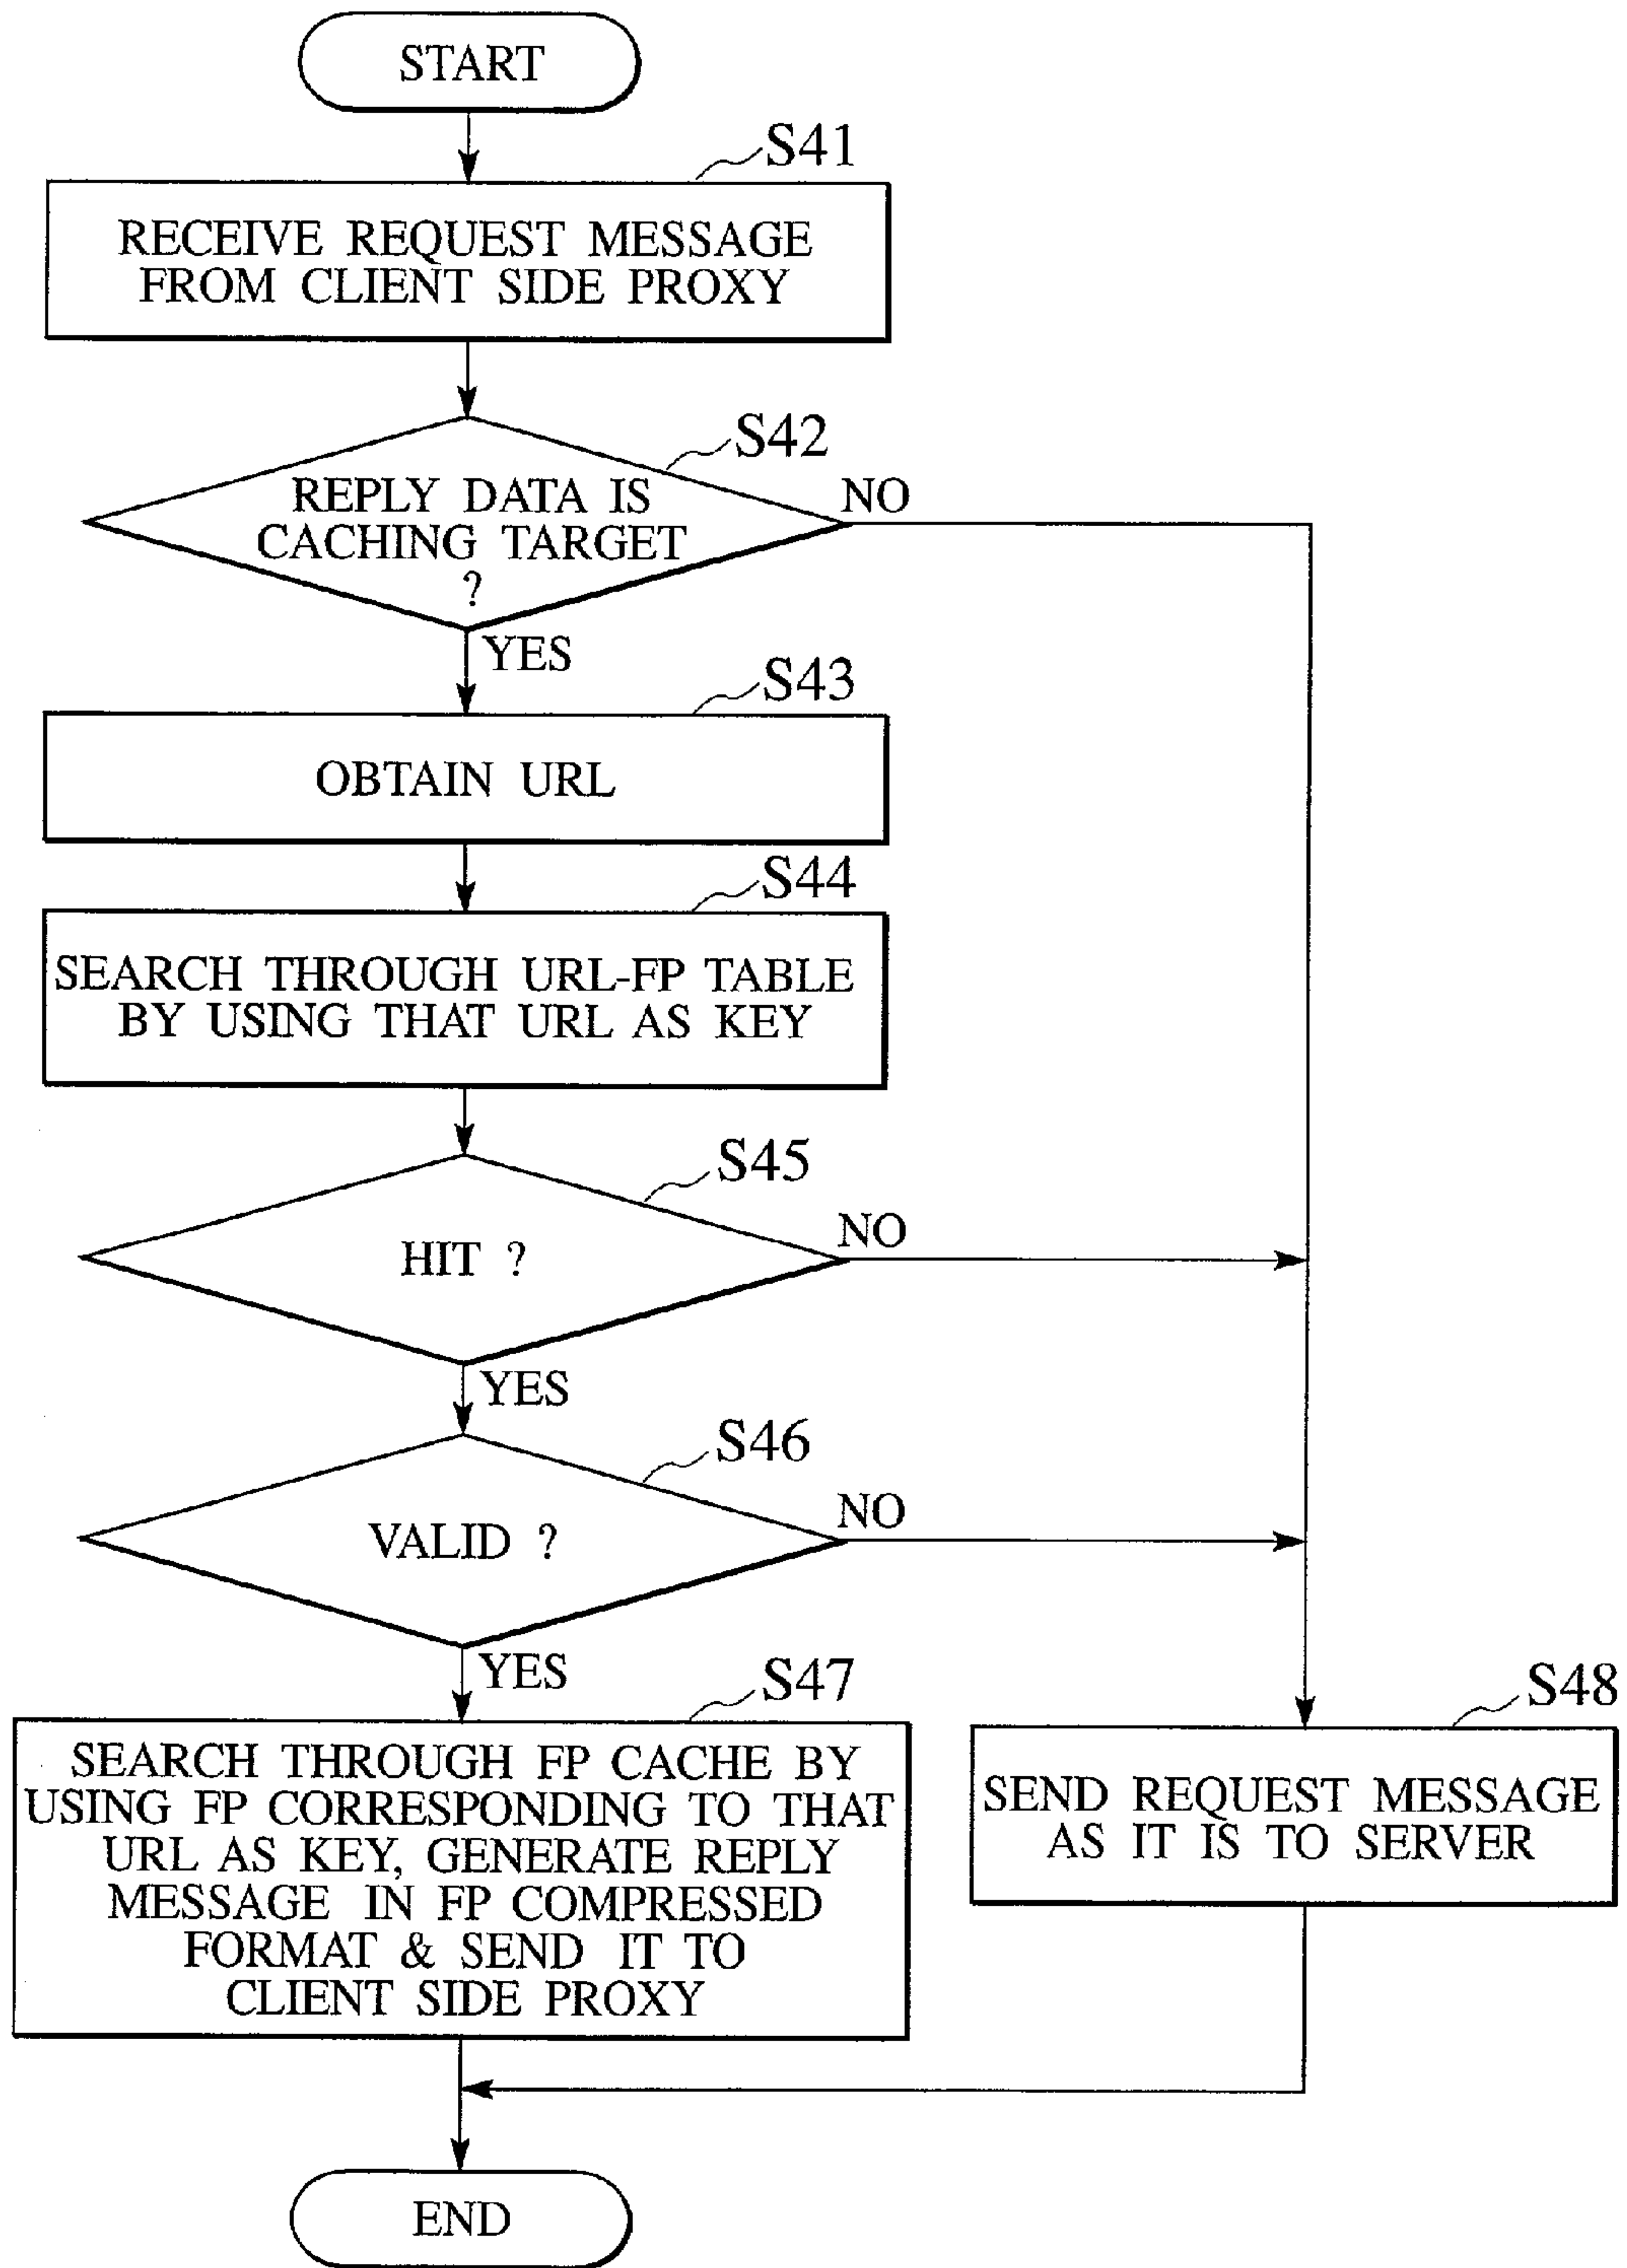 START
S41
RECEIVE REQUEST MESSAGE
FROM CLIENT SIDE PROXY
S42
REPLY DATA IS
CACHING TARGET
?
NO
YES
S43
OBTAIN URL
S44
SEARCH THROUGH URL-FP TABLE
BY USING THAT URL AS KEY
S45
HIT ?
NO
YES
S46
VALID ?
NO
YES
S47
SEARCH THROUGH FP CACHE BY
USING FP CORRESPONDING TO THAT
URL AS KEY, GENERATE REPLY
MESSAGE IN FP COMPRESSED
FORMAT & SEND IT TO
CLIENT SIDE PROXY
S48
SEND REQUEST MESSAGE
AS IT IS TO SERVER
END